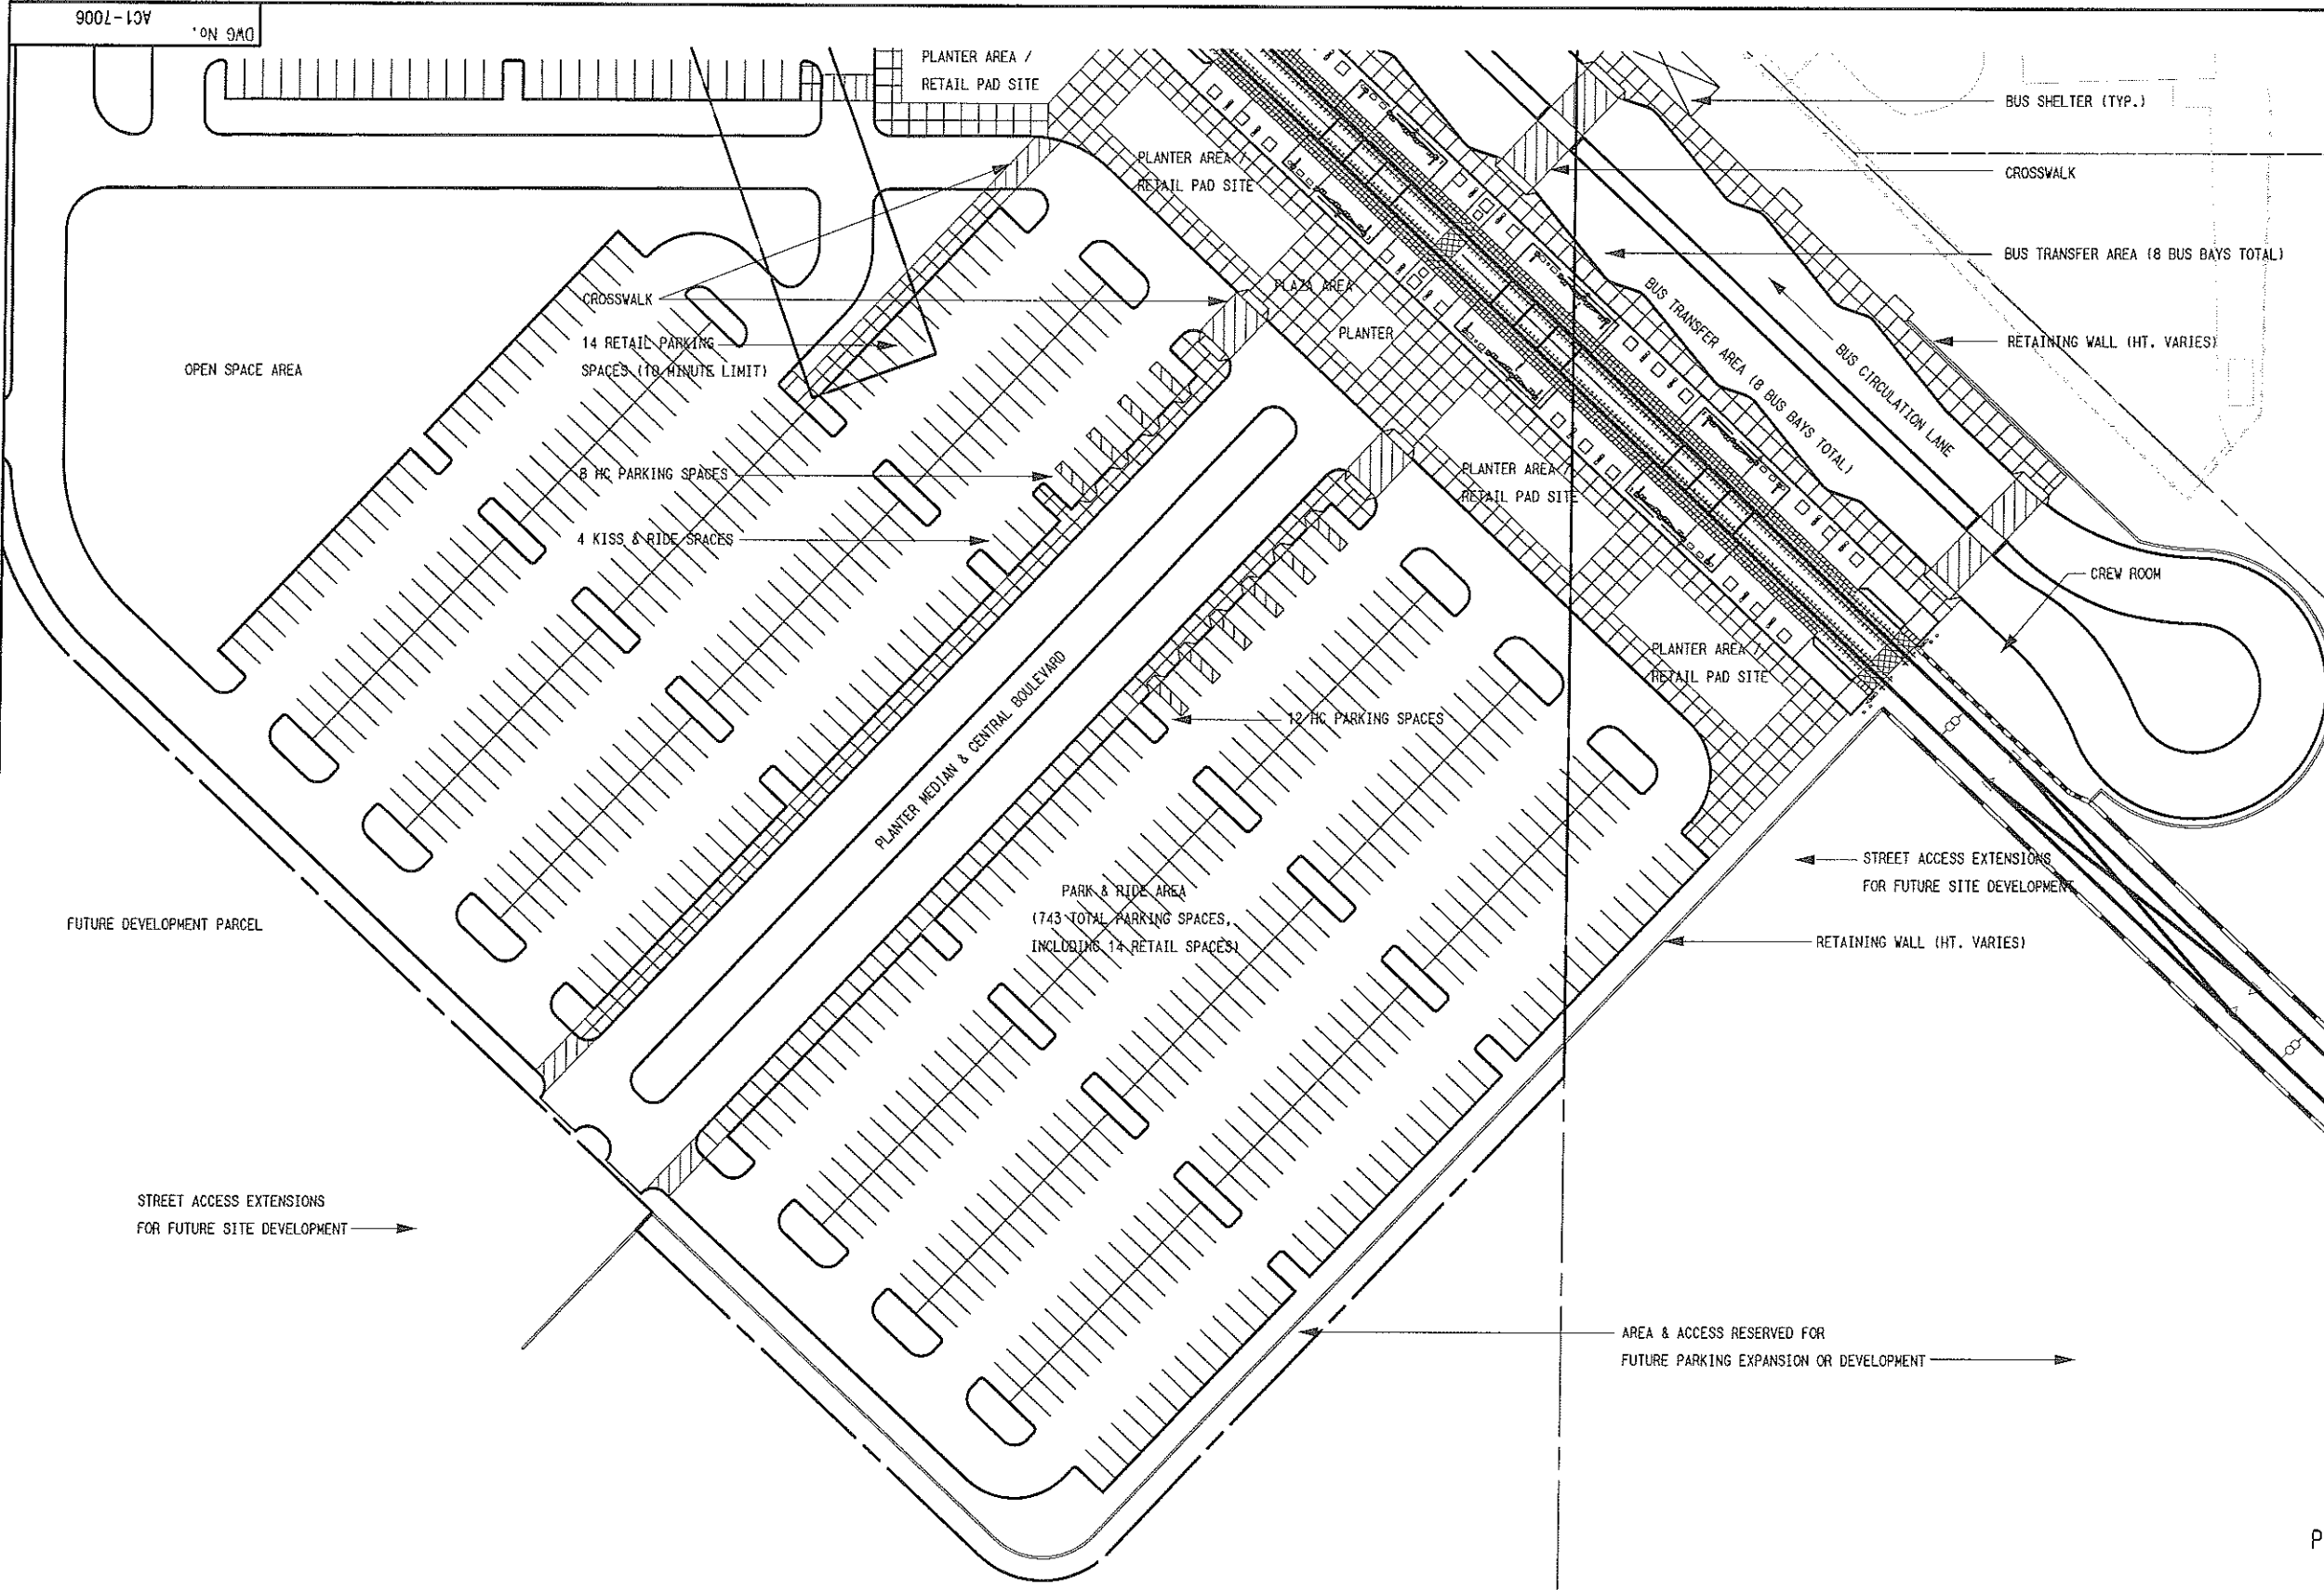 DWG No. AC1-7006
PLANTER AREA /
RETAIL PAD SITE
BUS SHELTER (TYP.)
PLANTER AREA /
RETAIL PAD SITE
CROSSWALK
BUS TRANSFER AREA (8 BUS BAYS TOTAL)
PLAZA AREA
CROSSWALK
PLANTER
BUS TRANSFER AREA (8 BUS BAYS TOTAL)
BUS CIRCULATION LANE
RETAINING WALL (HT. VARIES)
14 RETAIL PARKING
SPACES (10 MINUTE LIMIT)
OPEN SPACE AREA
8 HC PARKING SPACES
PLANTER AREA /
RETAIL PAD SITE
4 KISS & RIDE SPACES
CREW ROOM
PLANTER AREA /
RETAIL PAD SITE
12 HC PARKING SPACES
PLANTER MEDIAN & CENTRAL BOULEVARD
STREET ACCESS EXTENSIONS
FOR FUTURE SITE DEVELOPMENT
PARK & RIDE AREA
(743 TOTAL PARKING SPACES,
INCLUDING 14 RETAIL SPACES)
FUTURE DEVELOPMENT PARCEL
RETAINING WALL (HT. VARIES)
STREET ACCESS EXTENSIONS
FOR FUTURE SITE DEVELOPMENT
AREA & ACCESS RESERVED FOR
FUTURE PARKING EXPANSION OR DEVELOPMENT
P